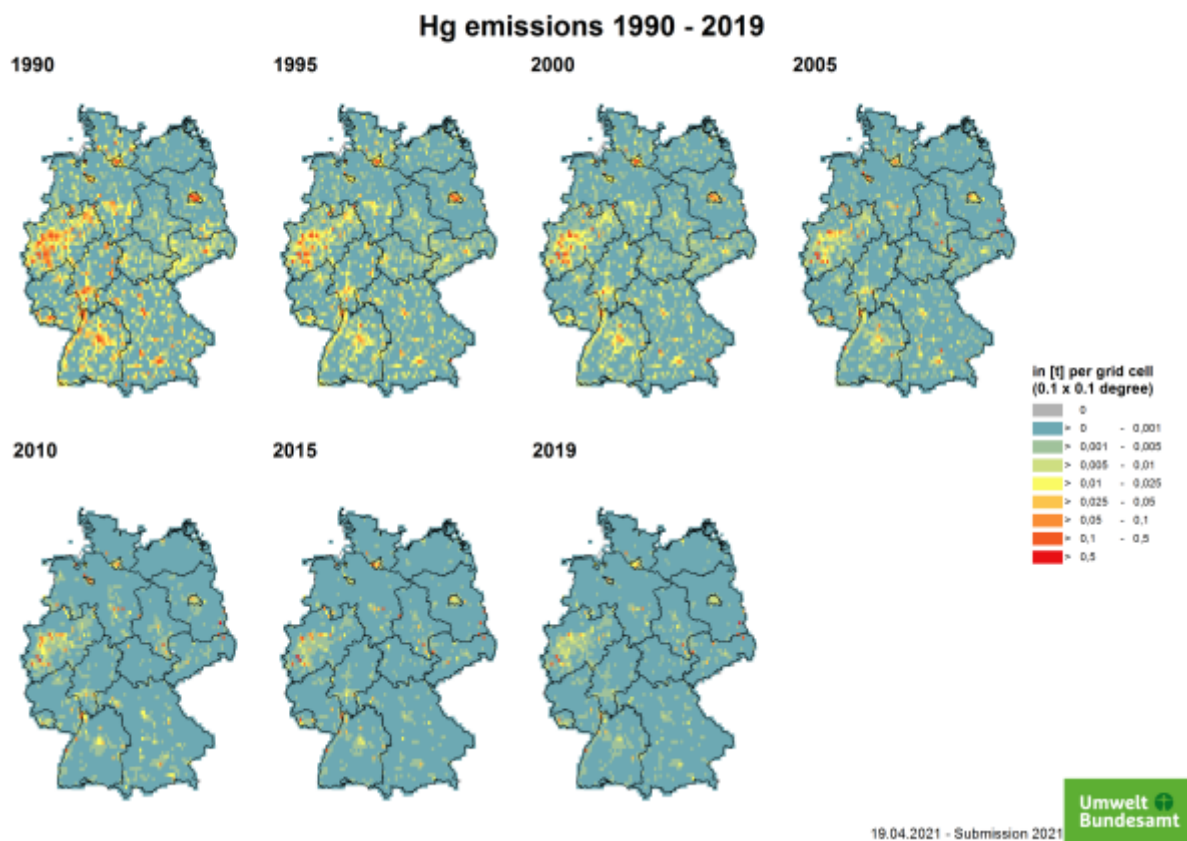 Hg emissions 1990 - 2019
1990
1995
2000
2005
2010
2015
2019
in [t] per grid cell
(0.1 x 0.1 degree)
0
> 0 - 0,001
> 0,001 - 0,005
> 0,005 - 0,01
> 0,01 - 0,025
> 0,025 - 0,05
> 0,05 - 0,1
> 0,1 - 0,5
> 0,5
Umwelt
Bundesamt
19.04.2021 - Submission 2021